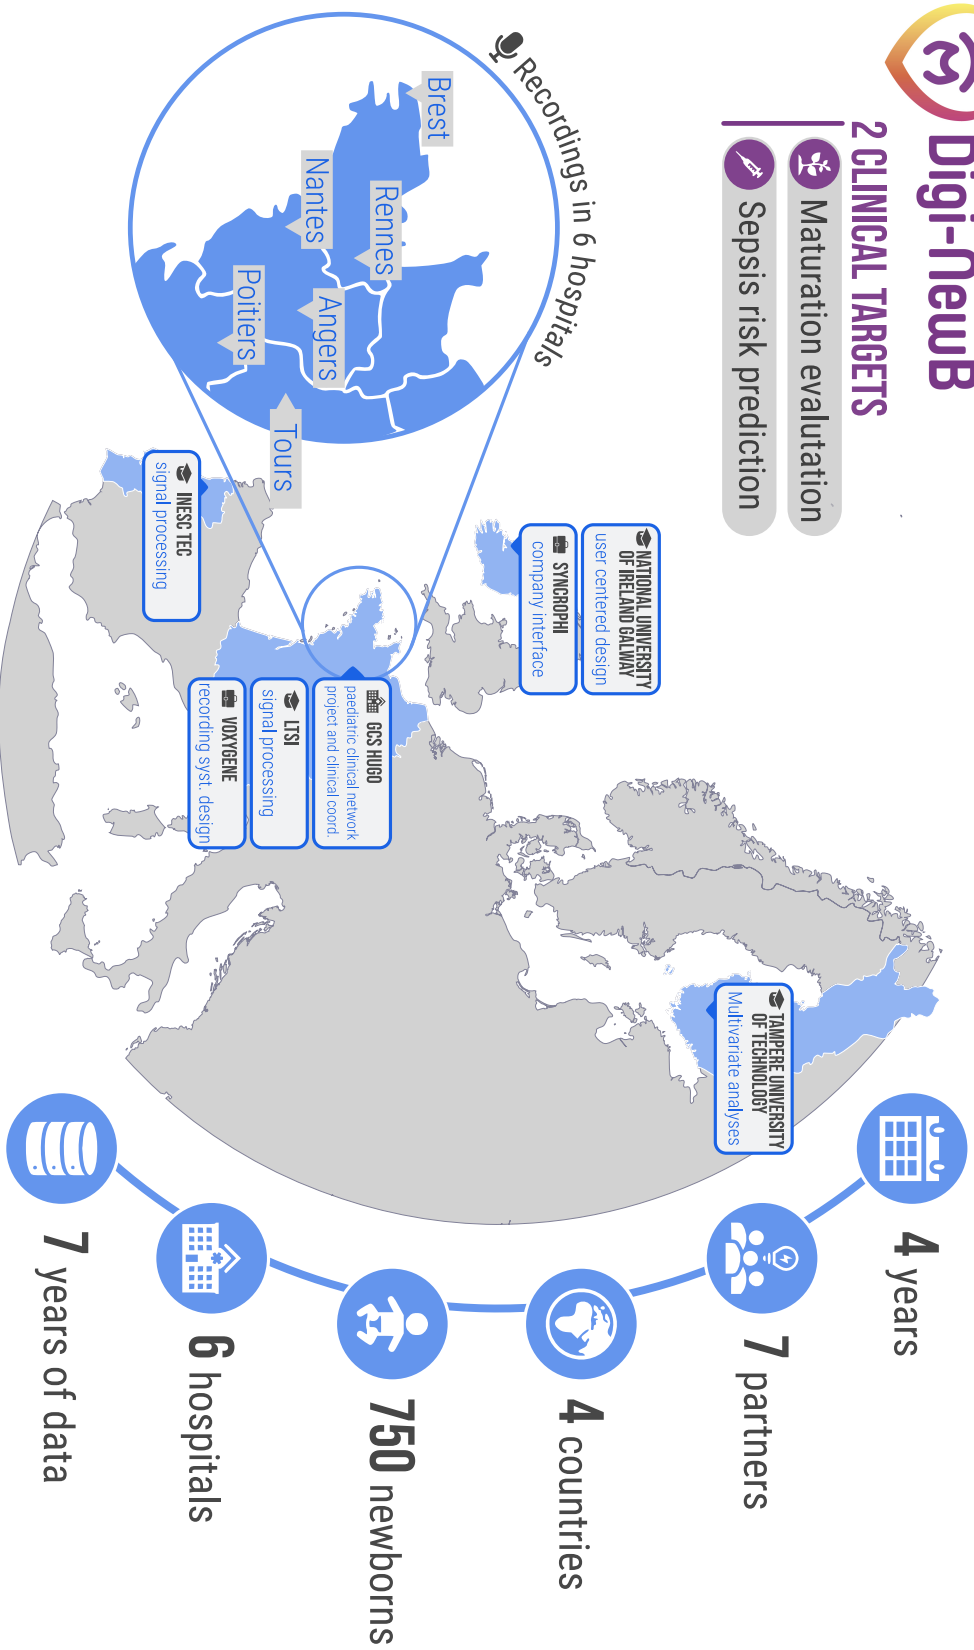 Digi-NewB
2 CLINICAL TARGETS
Maturation evalutation
Sepsis risk prediction
Recordings in 6 hospitals
Brest
Rennes
Nantes
Angers
Poitiers
Tours
NATIONAL UNIVERSITY
OF IRELAND GALWAY
user centered design
SYNCROPHI
company interface
INESC TEC
signal processing
GCS HUGO
paediatric clinical network
project and clinical coord.
LTSI
signal processing
VOXYGENE
recording syst. design
TAMPERE UNIVERSITY
OF TECHNOLOGY
Multivariate analyses
4 years
7 partners
4 countries
750 newborns
6 hospitals
7 years of data